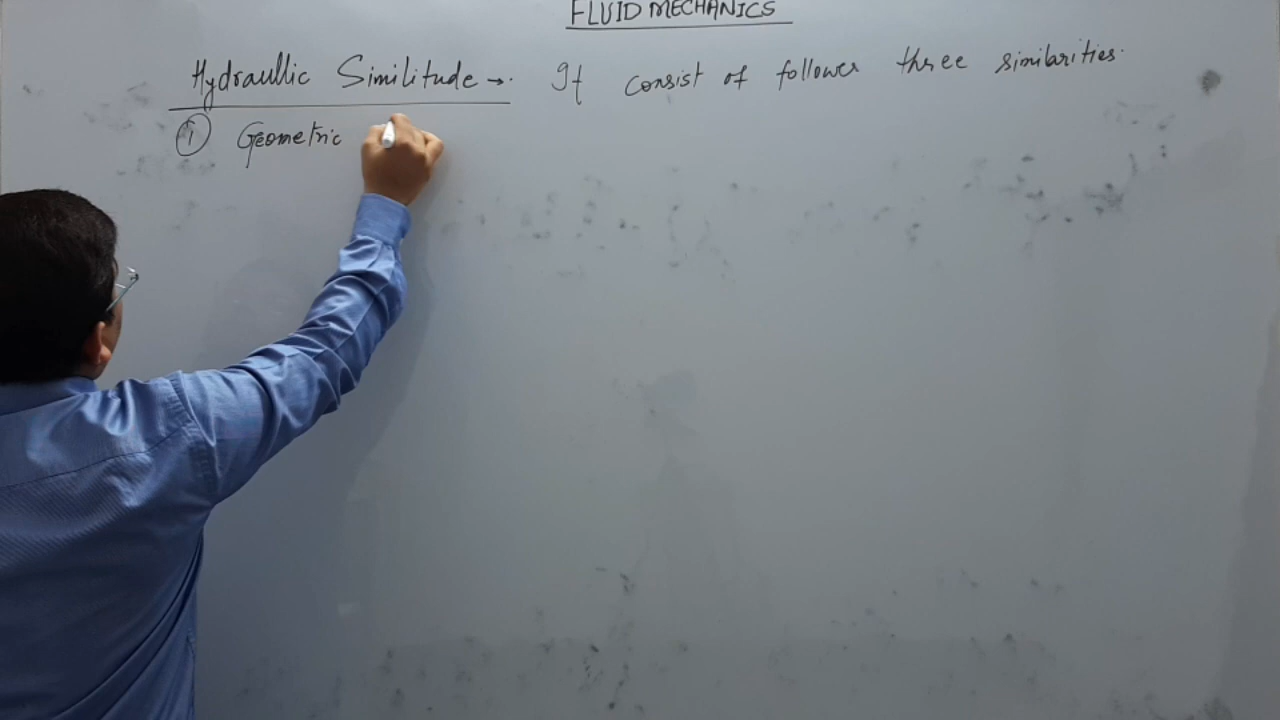 FLUID MECHANICS
Hydraullic Similitude → It consist of follower three similarities.
① Geometric